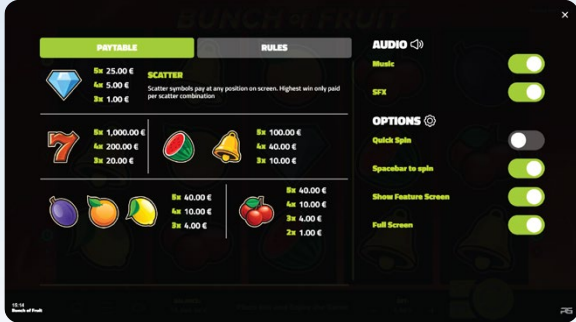 BUNCH OF FRUIT
PAYTABLE
RULES
5x 25.00 €
4x 5.00 €
3x 1.00 €
SCATTER
Scatter symbols pay at any position on screen. Highest win only paid
per scatter combination
5x 1,000.00 €
4x 200.00 €
3x 20.00 €
5x 100.00 €
4x 40.00 €
3x 10.00 €
5x 40.00 €
4x 10.00 €
3x 4.00 €
5x 40.00 €
4x 10.00 €
3x 4.00 €
2x 1.00 €
AUDIO
Music
SFX
OPTIONS
Quick Spin
Spacebar to spin
Show Feature Screen
Full Screen
15:14
Bunch of Fruit